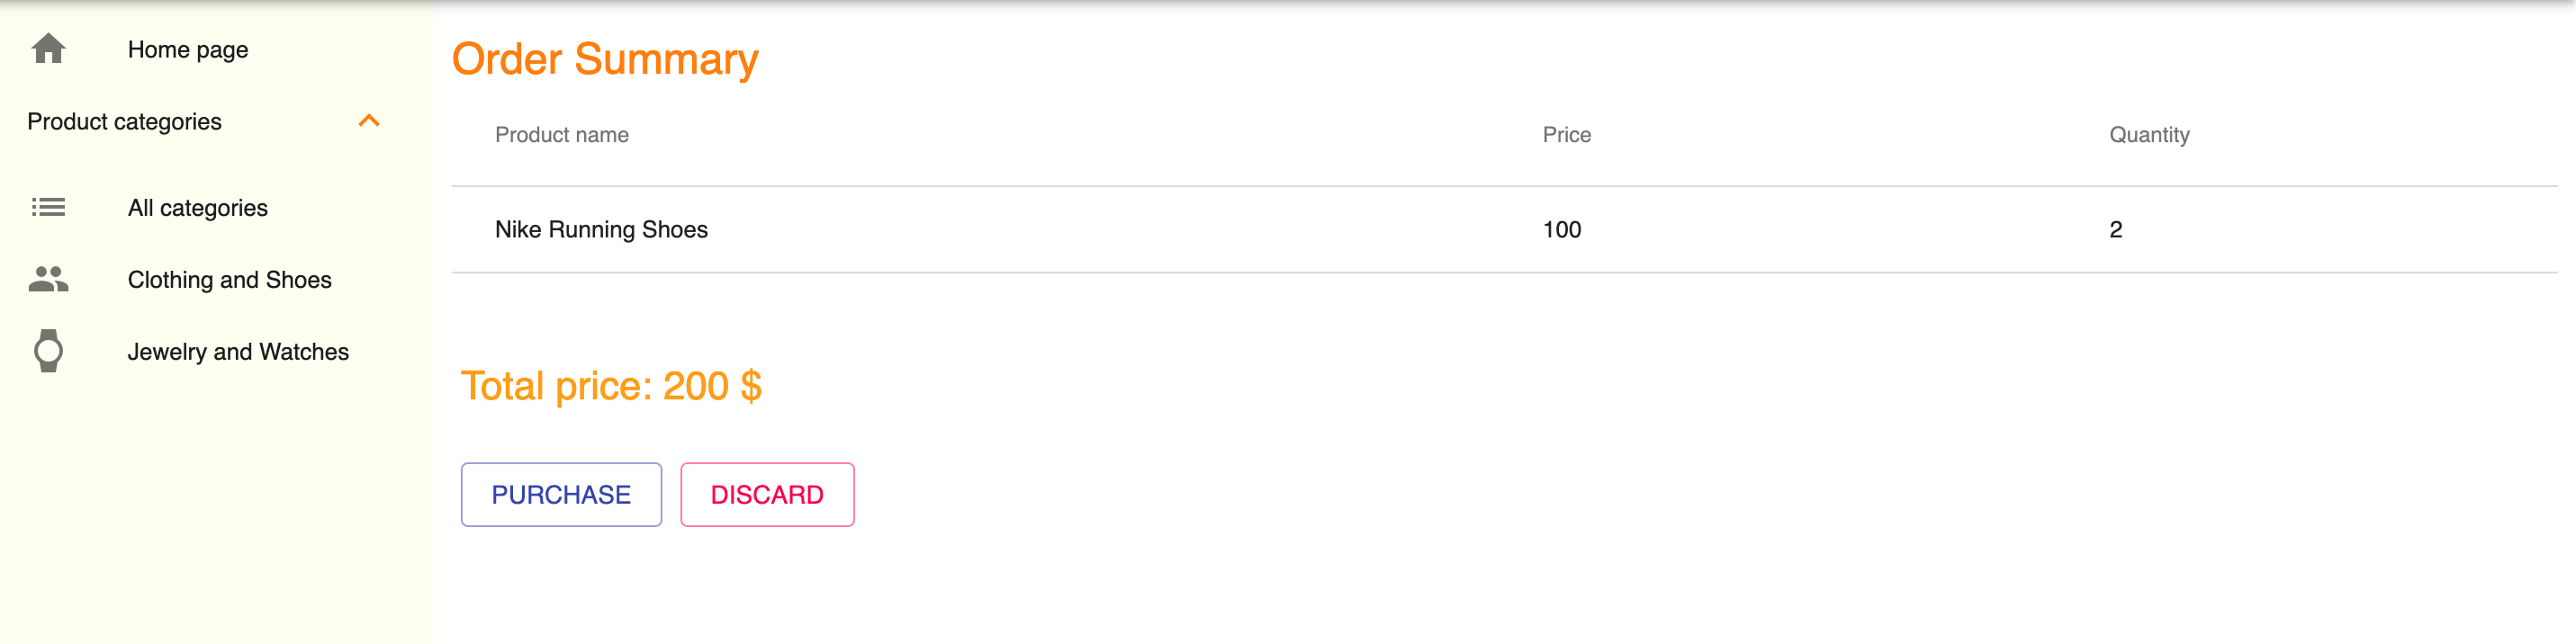 Home page
Product categories
All categories
Clothing and Shoes
Jewelry and Watches
Order Summary
Product name Price Quantity
Nike Running Shoes 100 2
Total price: 200 $
PURCHASE DISCARD